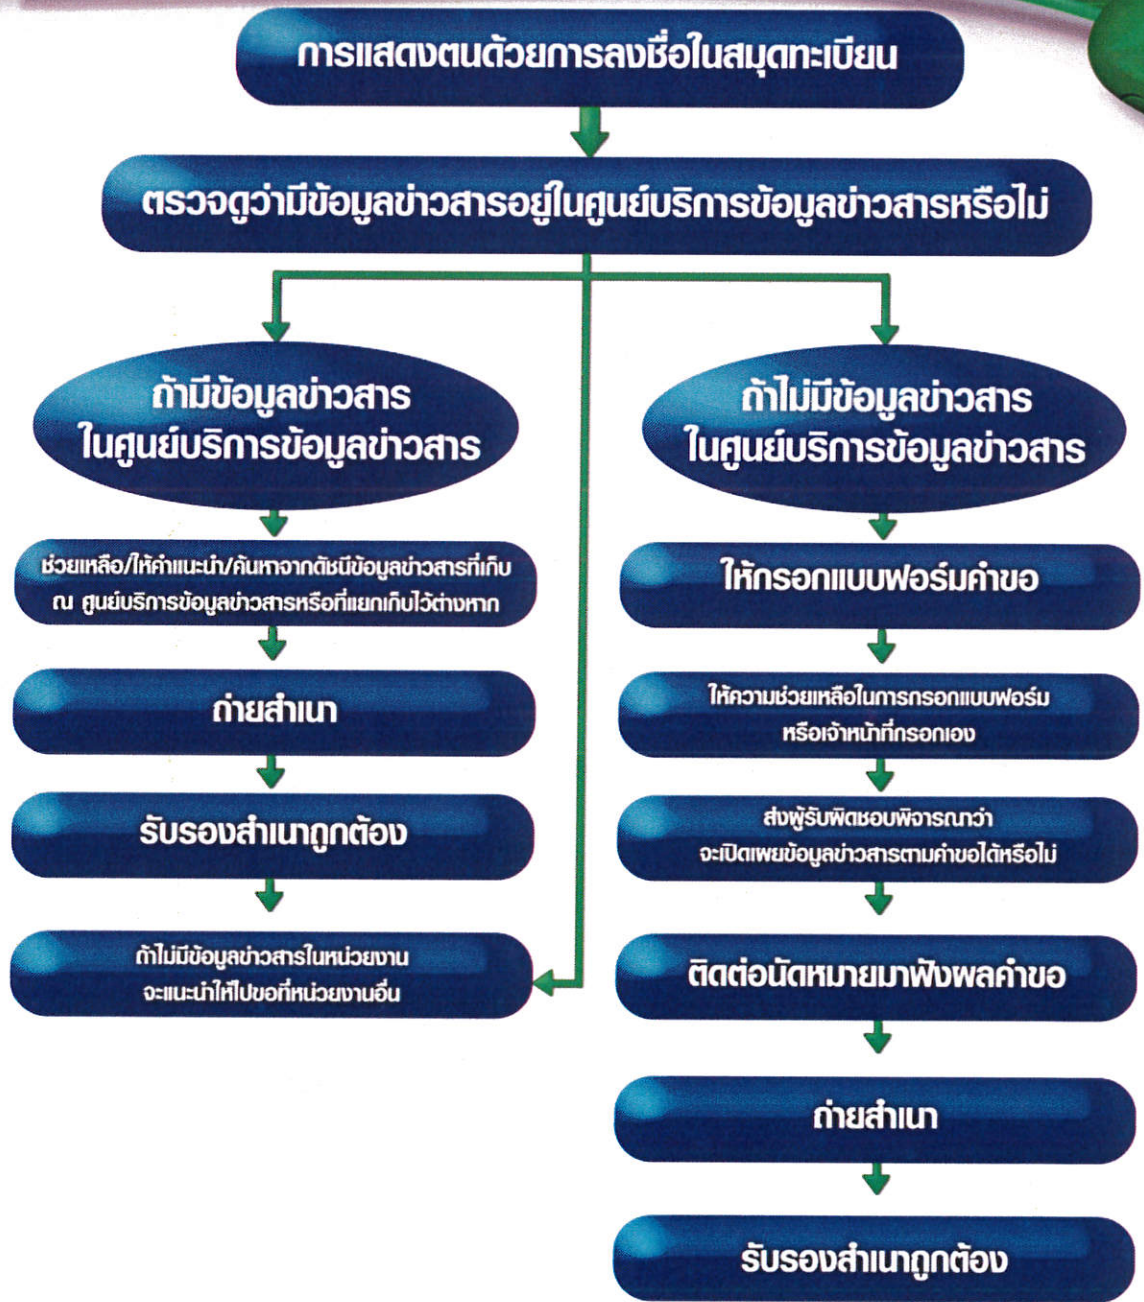 การแสดงตนด้วยการลงชื่อในสมุดทะเบียน
ตรวจดูว่ามีข้อมูลข่าวสารอยู่ในศูนย์บริการข้อมูลข่าวสารหรือไม่
ถ้ามีข้อมูลข่าวสาร
ในศูนย์บริการข้อมูลข่าวสาร
ช่วยเหลือ/ให้คำแนะนำ/ค้นหาจากดัชนีข้อมูลข่าวสารที่เก็บ
ณ ศูนย์บริการข้อมูลข่าวสารหรือที่แยกเก็บไว้ต่างหาก
ถ่ายสำเนา
รับรองสำเนาถูกต้อง
ถ้าไม่มีข้อมูลข่าวสารในหน่วยงาน
จะแนะนำให้ไปขอที่หน่วยงานอื่น
ถ้าไม่มีข้อมูลข่าวสาร
ในศูนย์บริการข้อมูลข่าวสาร
ให้กรอกแบบฟอร์มคำขอ
ให้ความช่วยเหลือในการกรอกแบบฟอร์ม
หรือเจ้าหน้าที่กรอกเอง
ส่งผู้รับผิดชอบพิจารณาว่า
จะเปิดเผยข้อมูลข่าวสารตามคำขอได้หรือไม่
ติดต่อนัดหมายมาฟังผลคำขอ
ถ่ายสำเนา
รับรองสำเนาถูกต้อง